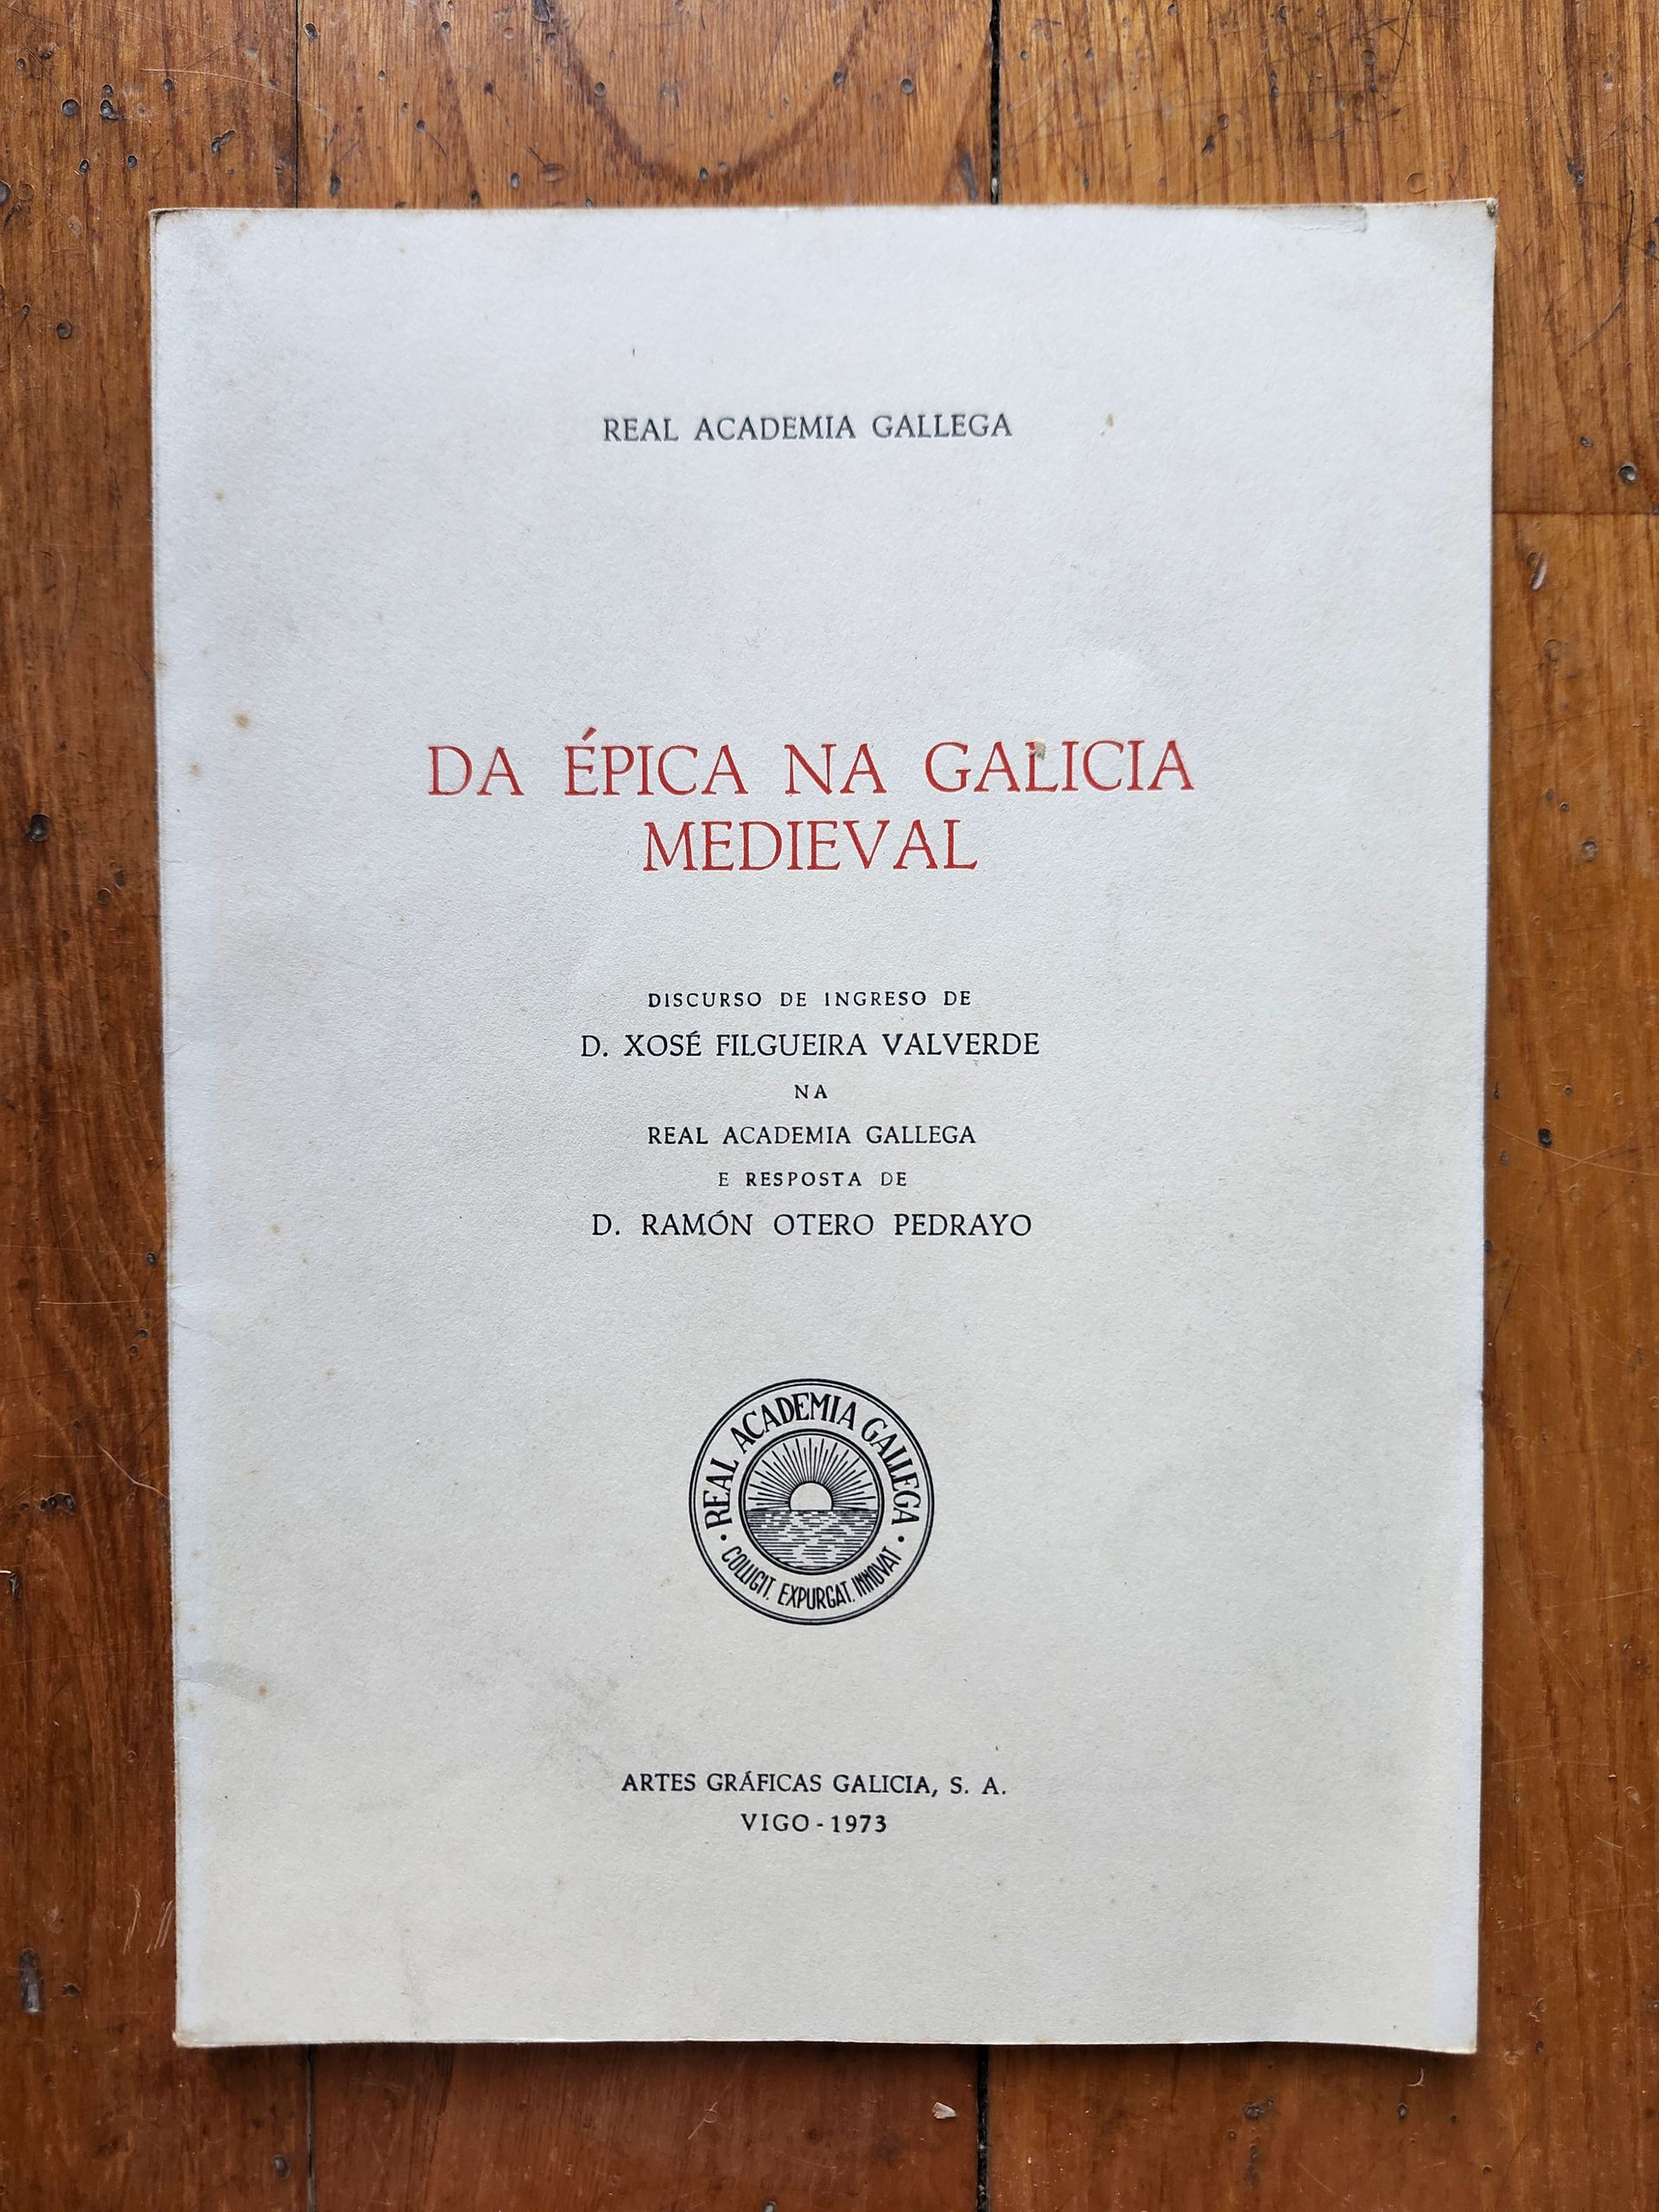 REAL ACADEMIA GALLEGA
DA ÉPICA NA GALICIA
MEDIEVAL
DISCURSO DE INGRESO DE
D. XOSÉ FILGUEIRA VALVERDE
NA
REAL ACADEMIA GALLEGA
E RESPOSTA DE
D. RAMÓN OTERO PEDRAYO
REAL ACADEMIA GALLEGA
· COLLIGIT. EXPURGAT. INNOVAT ·
ARTES GRÁFICAS GALICIA, S. A.
VIGO - 1973